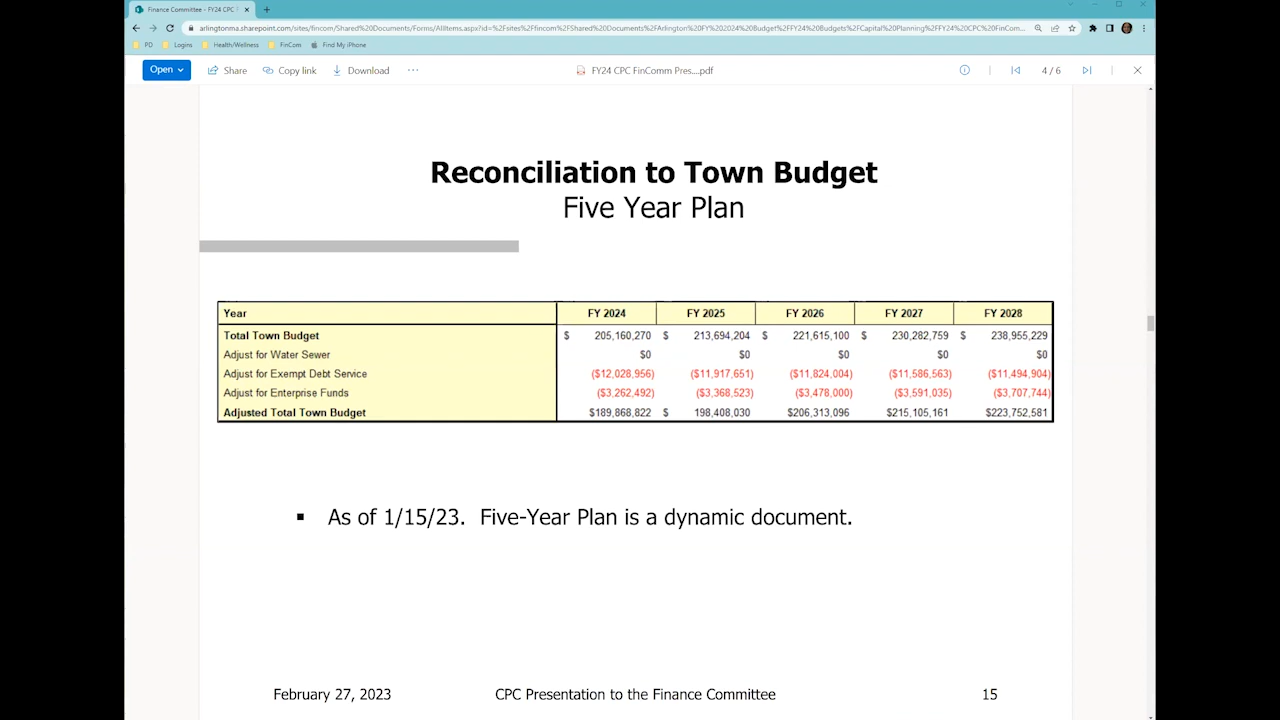 Finance Committee - FY24 CPC F
arlingtonma.sharepoint.com/sites/fincom/Shared%20Documents/Forms/AllItems.aspx?id=%2Fsites%2Ffincom%2FShared%20Documents%2FArlington%20FY%202024%20Budget%2FFY24%20Budgets%2FCapital%20Planning%2FFY24%20CPC%20FinCom...
PD Logins Health/Wellness FinCom Find My iPhone
Open Share Copy link Download ··· FY24 CPC FinComm Pres....pdf 4 / 6
Reconciliation to Town Budget
Five Year Plan
Year FY 2024 FY 2025 FY 2026 FY 2027 FY 2028
Total Town Budget $ 205,160,270 $ 213,694,204 $ 221,615,100 $ 230,282,759 $ 238,955,229
Adjust for Water Sewer $0 $0 $0 $0 $0
Adjust for Exempt Debt Service ($12,028,956) ($11,917,651) ($11,824,004) ($11,586,563) ($11,494,904)
Adjust for Enterprise Funds ($3,262,492) ($3,368,523) ($3,478,000) ($3,591,035) ($3,707,744)
Adjusted Total Town Budget $189,868,822 $ 198,408,030 $206,313,096 $215,105,161 $223,752,581
▪ As of 1/15/23. Five-Year Plan is a dynamic document.
February 27, 2023 CPC Presentation to the Finance Committee 15